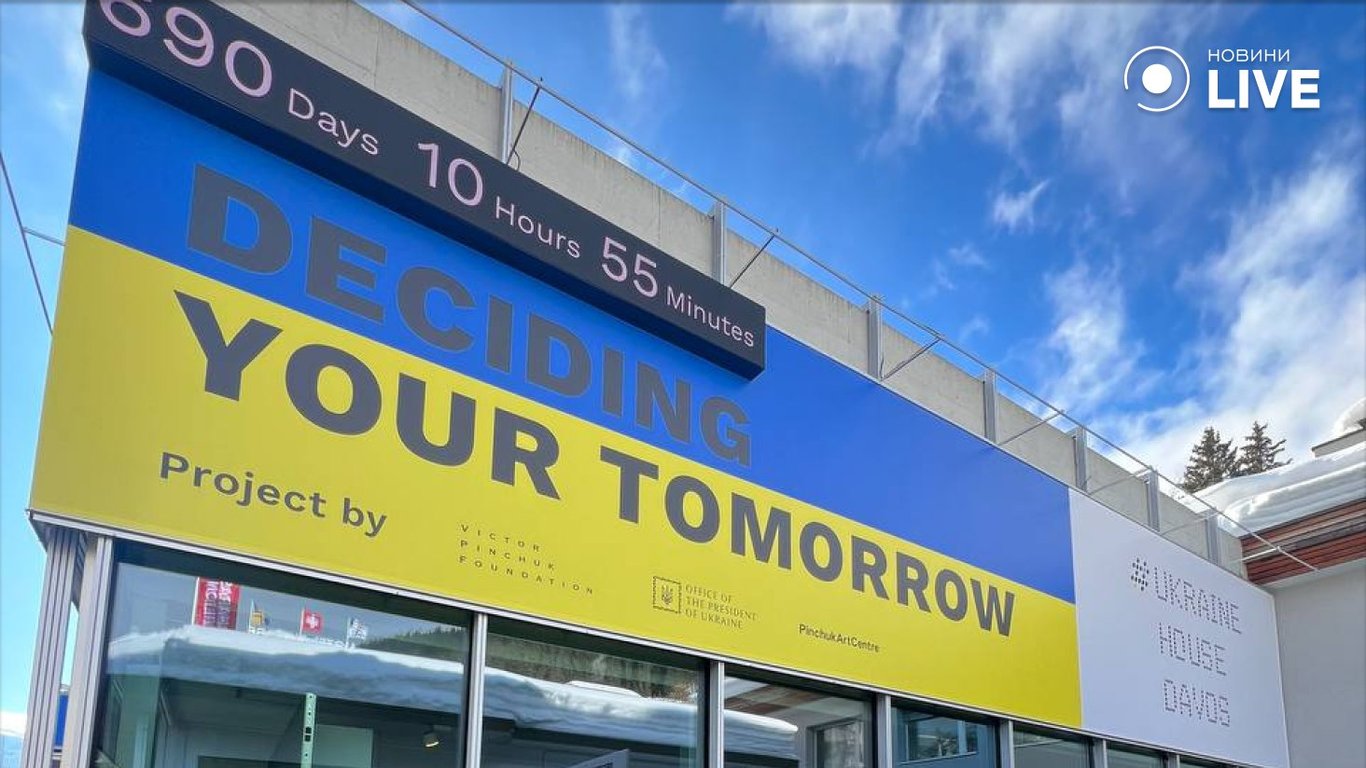 НОВИНИ
LIVE
690 Days 10 Hours 55 Minutes
DECIDING
YOUR TOMORROW
Project by
VICTOR
PINCHUK
FOUNDATION
OFFICE OF
THE PRESIDENT
OF UKRAINE
PinchukArtCentre
#UKRAINE
HOUSE
DAVOS